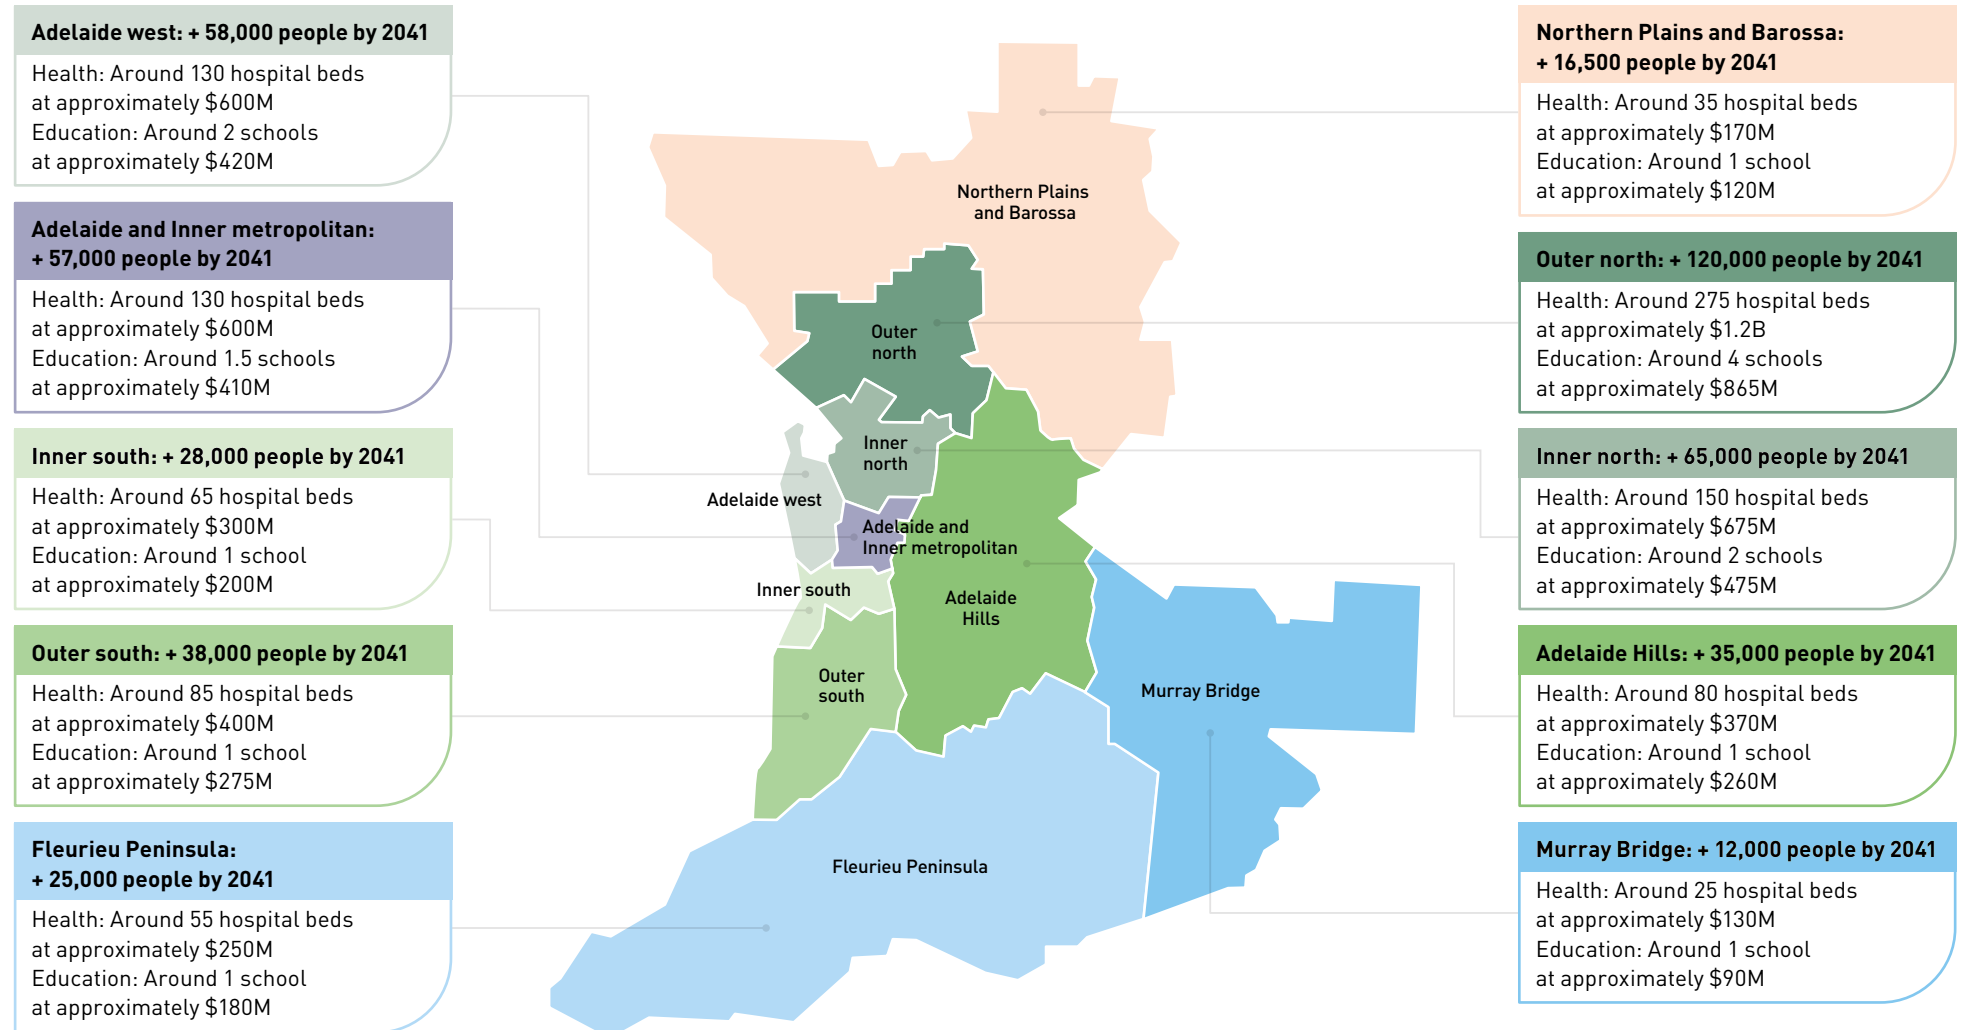 Adelaide west: + 58,000 people by 2041
Health: Around 130 hospital beds
at approximately $600M
Education: Around 2 schools
at approximately $420M
Adelaide and Inner metropolitan:
+ 57,000 people by 2041
Health: Around 130 hospital beds
at approximately $600M
Education: Around 1.5 schools
at approximately $410M
Inner south: + 28,000 people by 2041
Health: Around 65 hospital beds
at approximately $300M
Education: Around 1 school
at approximately $200M
Outer south: + 38,000 people by 2041
Health: Around 85 hospital beds
at approximately $400M
Education: Around 1 school
at approximately $275M
Fleurieu Peninsula:
+ 25,000 people by 2041
Health: Around 55 hospital beds
at approximately $250M
Education: Around 1 school
at approximately $180M
Northern Plains
and Barossa
Outer
north
Inner
north
Adelaide west
Adelaide and
Inner metropolitan
Inner south
Adelaide
Hills
Outer
south
Murray Bridge
Fleurieu Peninsula
Northern Plains and Barossa:
+ 16,500 people by 2041
Health: Around 35 hospital beds
at approximately $170M
Education: Around 1 school
at approximately $120M
Outer north: + 120,000 people by 2041
Health: Around 275 hospital beds
at approximately $1.2B
Education: Around 4 schools
at approximately $865M
Inner north: + 65,000 people by 2041
Health: Around 150 hospital beds
at approximately $675M
Education: Around 2 schools
at approximately $475M
Adelaide Hills: + 35,000 people by 2041
Health: Around 80 hospital beds
at approximately $370M
Education: Around 1 school
at approximately $260M
Murray Bridge: + 12,000 people by 2041
Health: Around 25 hospital beds
at approximately $130M
Education: Around 1 school
at approximately $90M